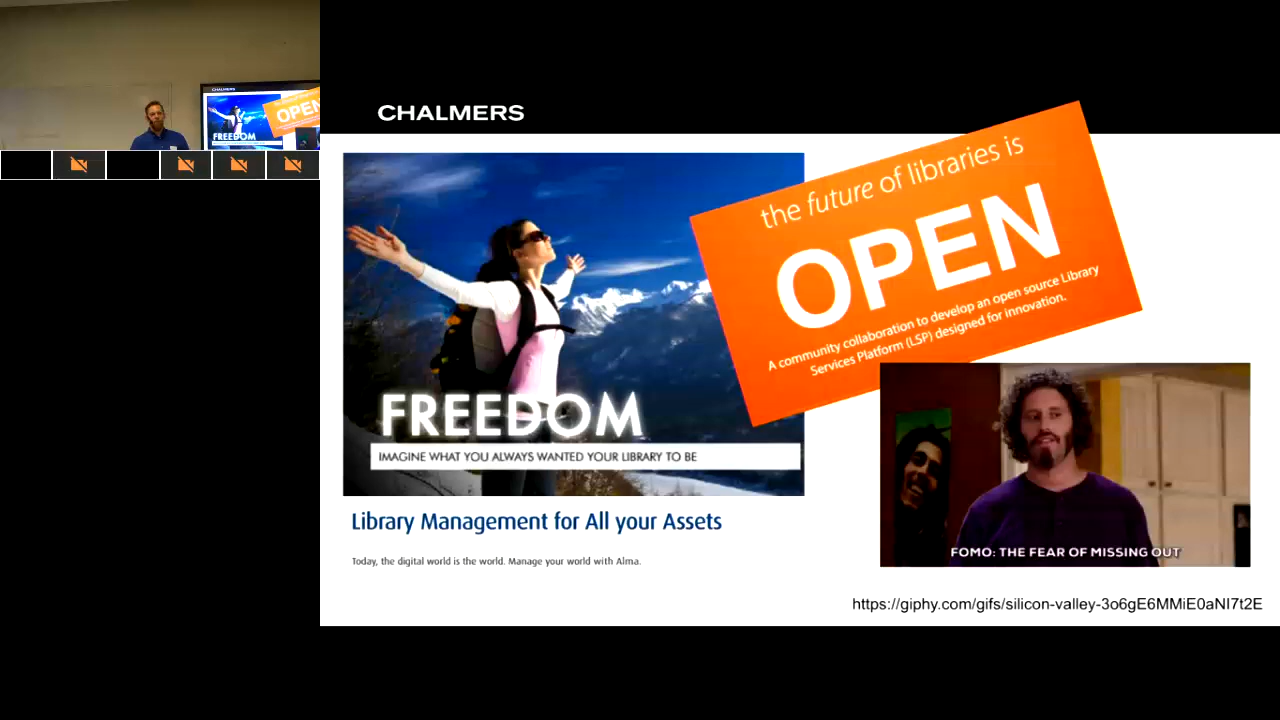 CHALMERS
OPEN
FREEDOM
CHALMERS
the future of libraries is
OPEN
A community collaboration to develop an open source Library
Services Platform (LSP) designed for innovation.
FREEDOM
IMAGINE WHAT YOU ALWAYS WANTED YOUR LIBRARY TO BE
Library Management for All your Assets
Today, the digital world is the world. Manage your world with Alma.
FOMO: THE FEAR OF MISSING OUT
https://giphy.com/gifs/silicon-valley-3o6gE6MMiE0aNI7t2E